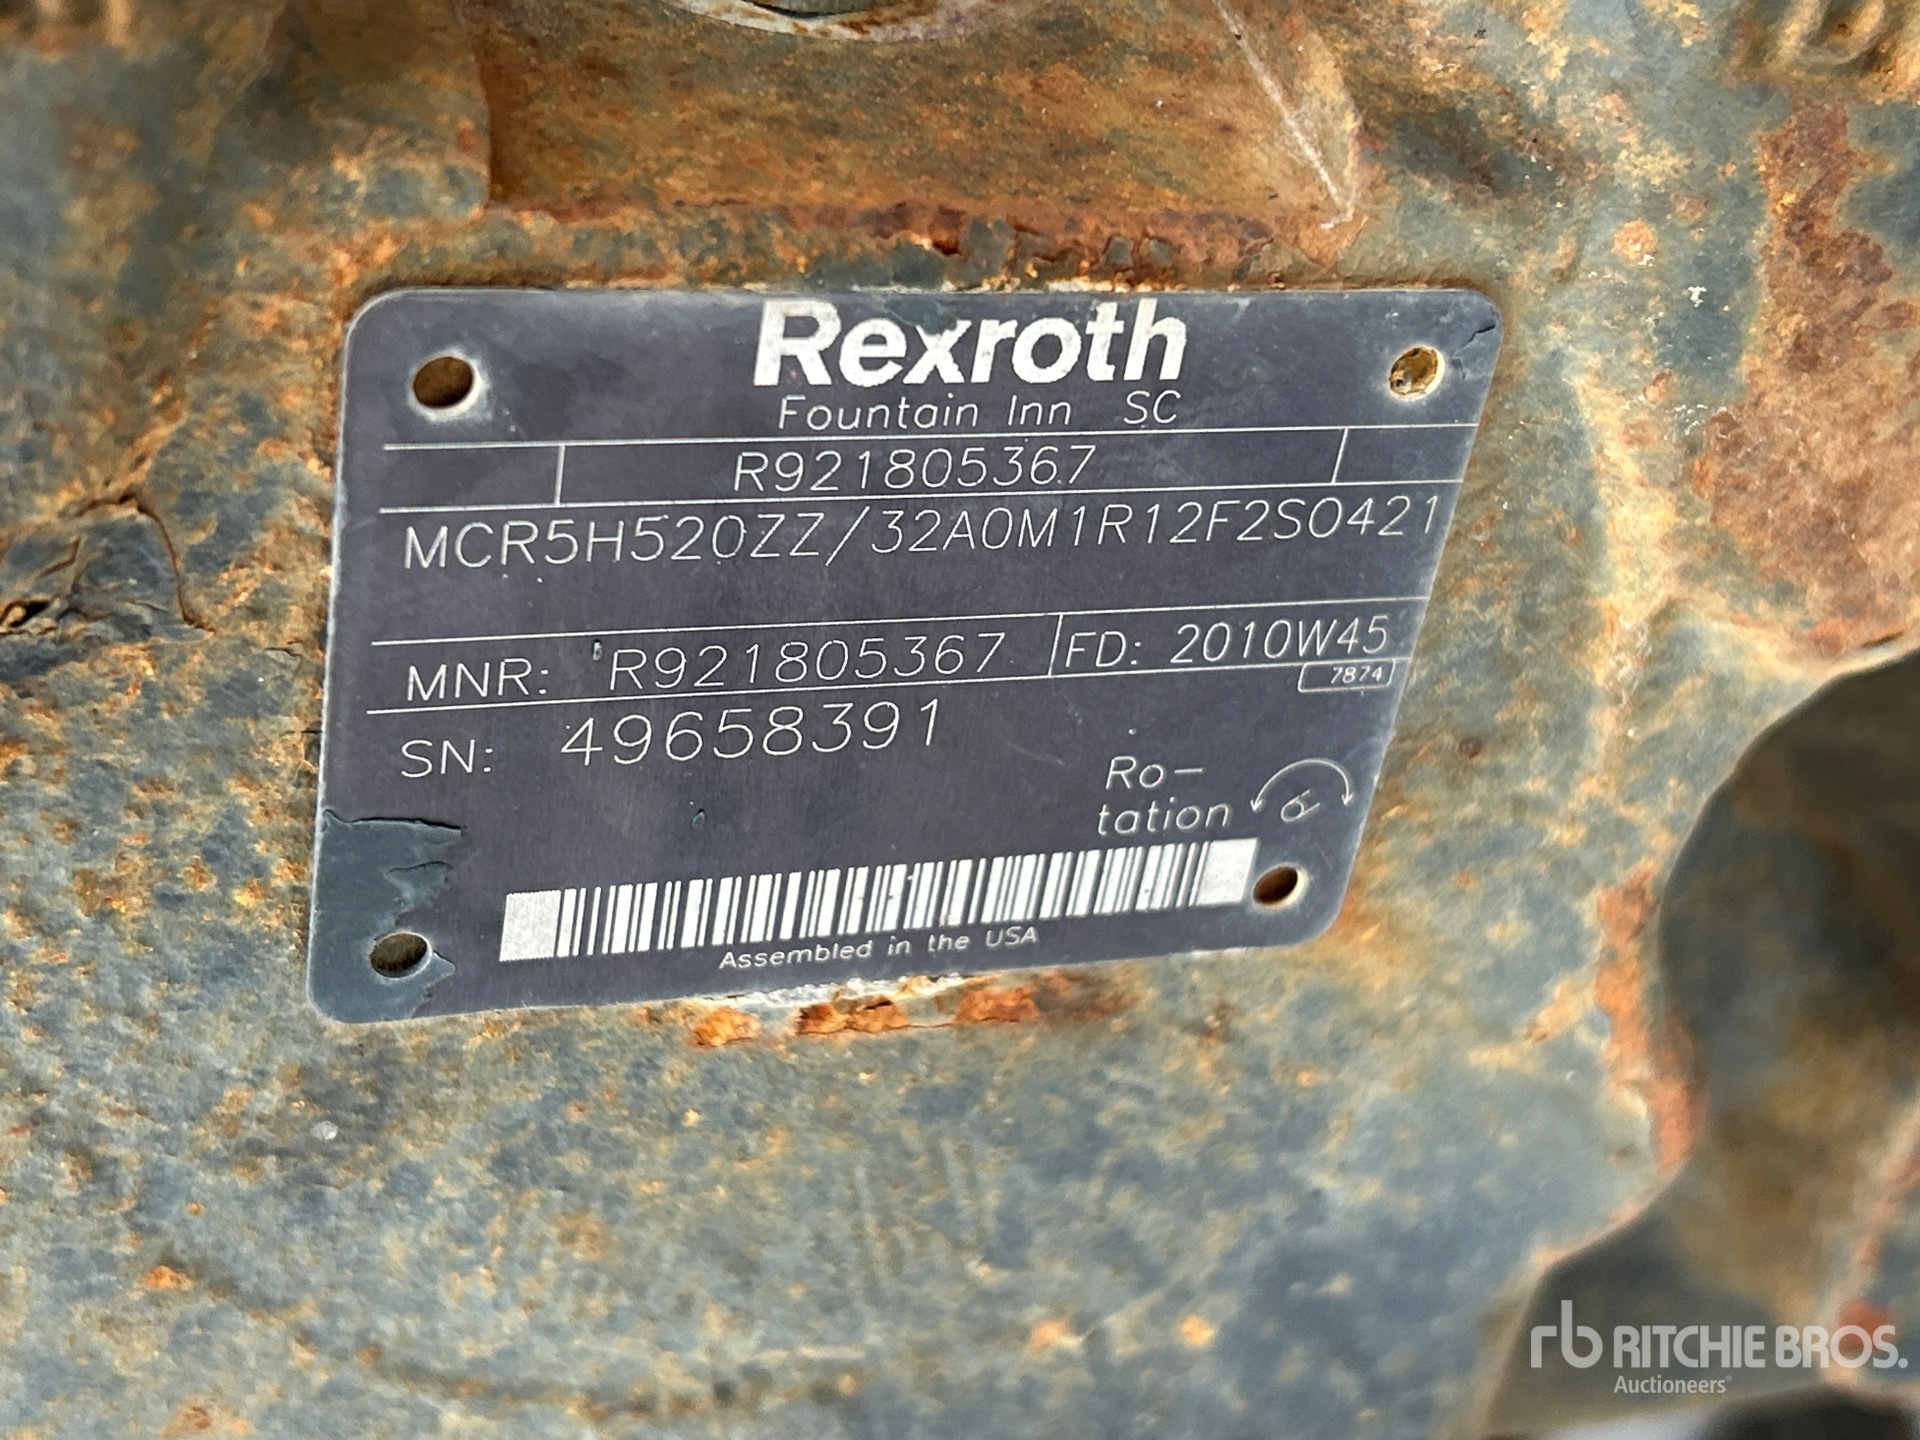 Rexroth
Fountain Inn SC
R921805367
MCR5H520ZZ/32A0M1R12F2S0421
MNR: R921805367 FD: 2010W45
7874
SN: 49658391
Ro-
tation
Assembled in the USA
rb RITCHIE BROS.
Auctioneers